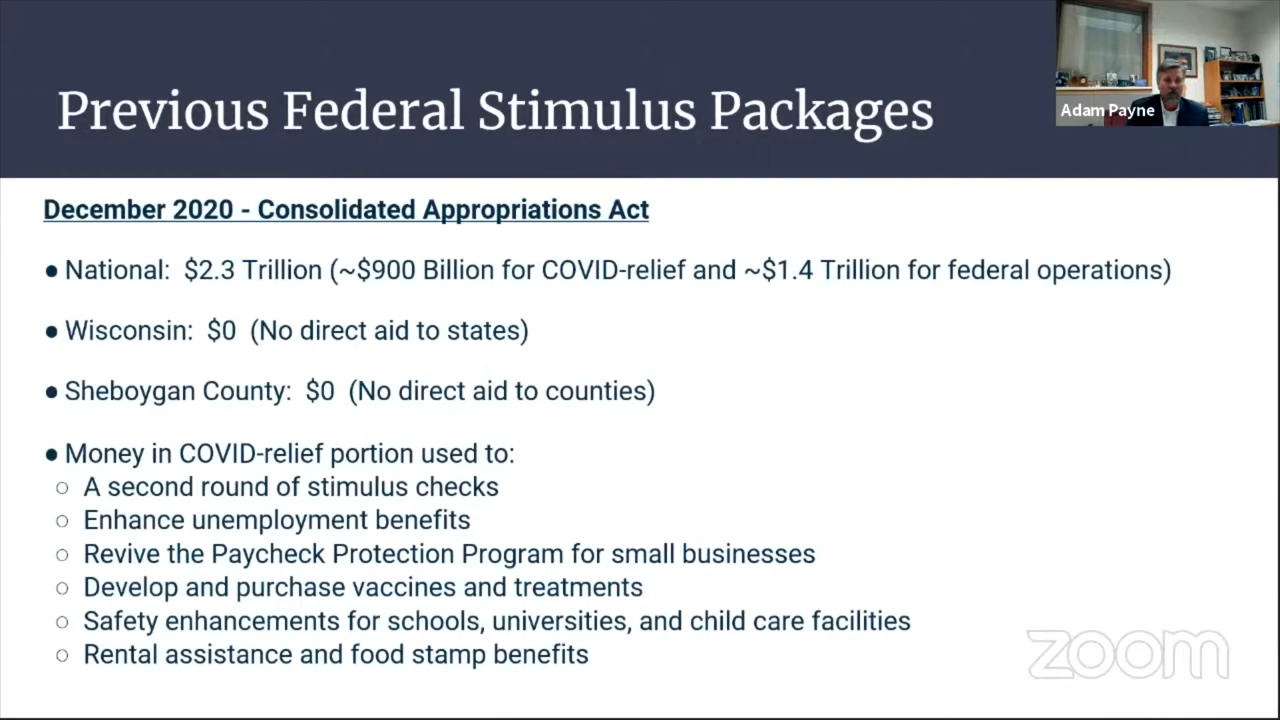 Previous Federal Stimulus Packages
Adam Payne
December 2020 - Consolidated Appropriations Act
● National: $2.3 Trillion (~$900 Billion for COVID-relief and ~$1.4 Trillion for federal operations)
● Wisconsin: $0 (No direct aid to states)
● Sheboygan County: $0 (No direct aid to counties)
● Money in COVID-relief portion used to:
○ A second round of stimulus checks
○ Enhance unemployment benefits
○ Revive the Paycheck Protection Program for small businesses
○ Develop and purchase vaccines and treatments
○ Safety enhancements for schools, universities, and child care facilities
○ Rental assistance and food stamp benefits
zoom